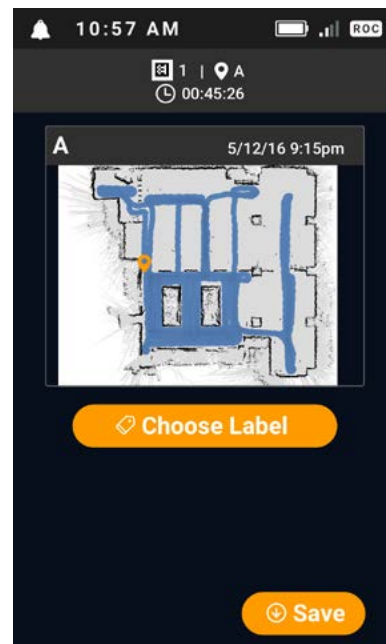 10:57 AM ROC
1 | A
00:45:26
A 5/12/16 9:15pm
Choose Label
Save